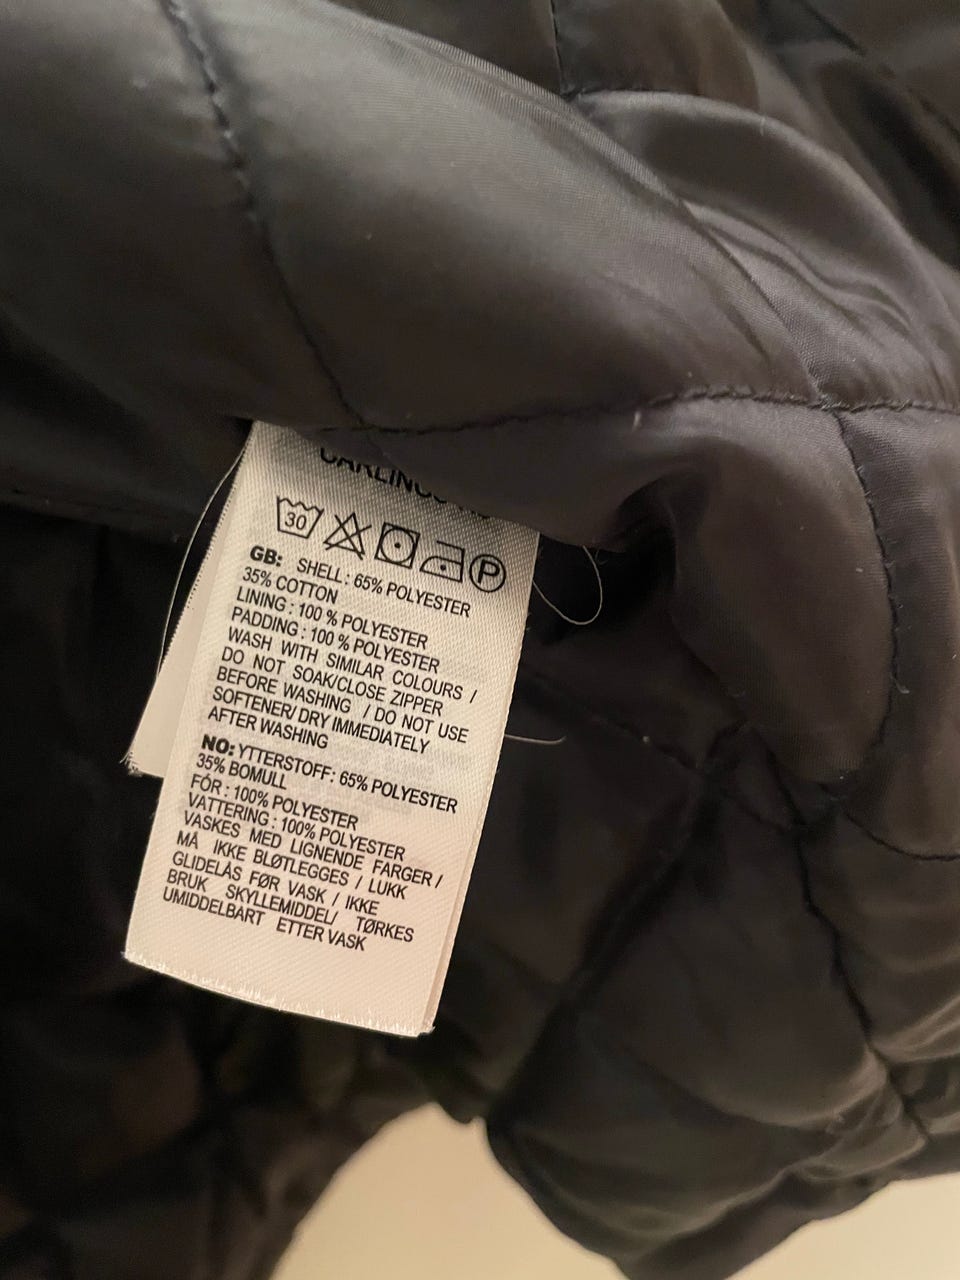 30 P
GB: SHELL : 65% POLYESTER
35% COTTON
LINING : 100 % POLYESTER
PADDING : 100 % POLYESTER
WASH WITH SIMILAR COLOURS /
DO NOT SOAK/CLOSE ZIPPER
BEFORE WASHING / DO NOT USE
SOFTENER/ DRY IMMEDIATELY
AFTER WASHING
NO: YTTERSTOFF: 65% POLYESTER
35% BOMULL
FÓR : 100% POLYESTER
VATTERING : 100% POLYESTER
VASKES MED LIGNENDE FARGER /
MÅ IKKE BLØTLEGGES / LUKK
GLIDELÅS FØR VASK / IKKE
BRUK SKYLLEMIDDEL/ TØRKES
UMIDDELBART ETTER VASK